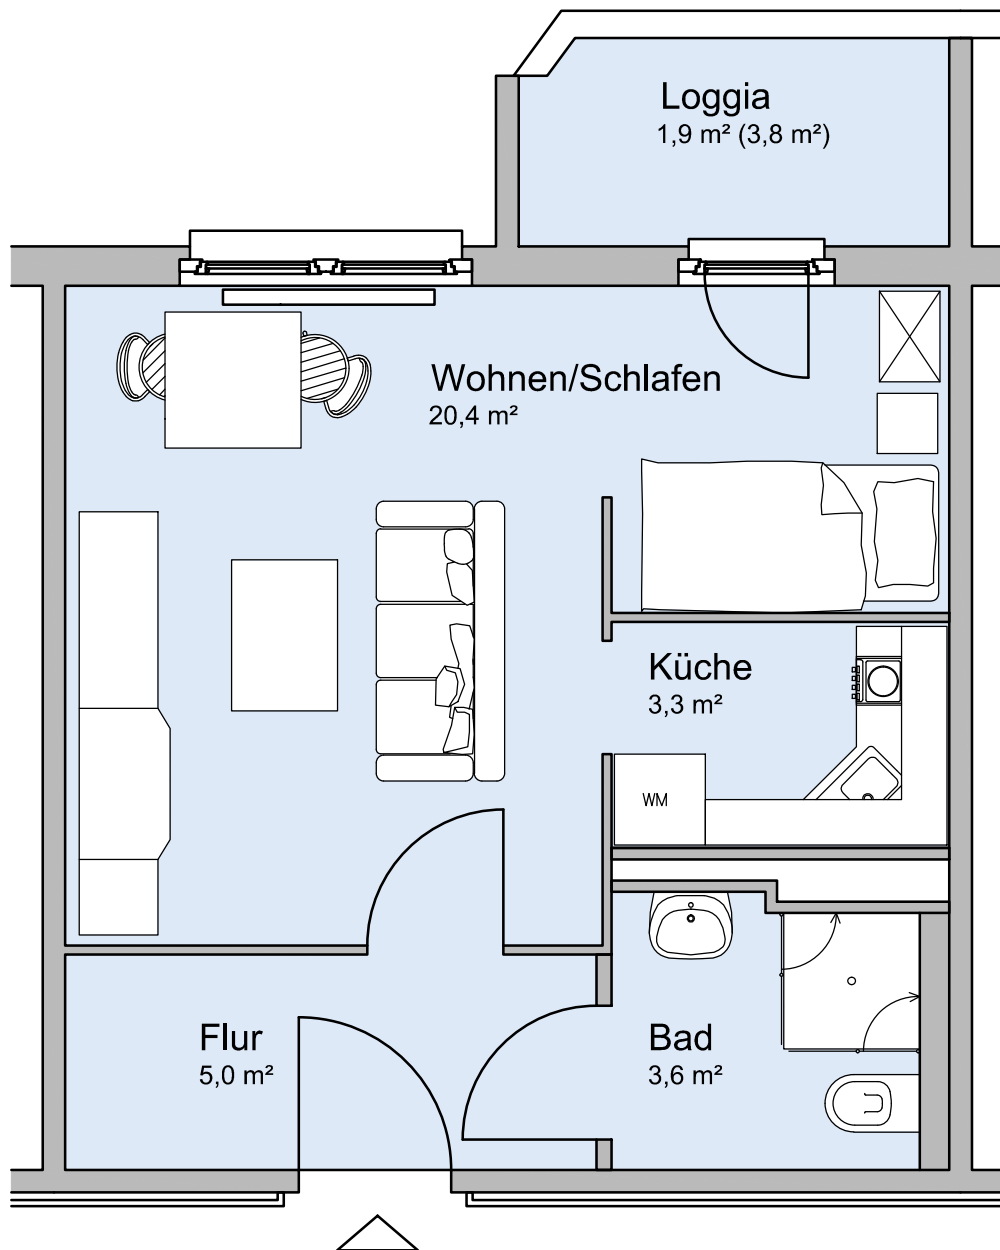 Loggia
1,9 m² (3,8 m²)
Wohnen/Schlafen
20,4 m²
Küche
3,3 m²
WM
Flur
5,0 m²
Bad
3,6 m²